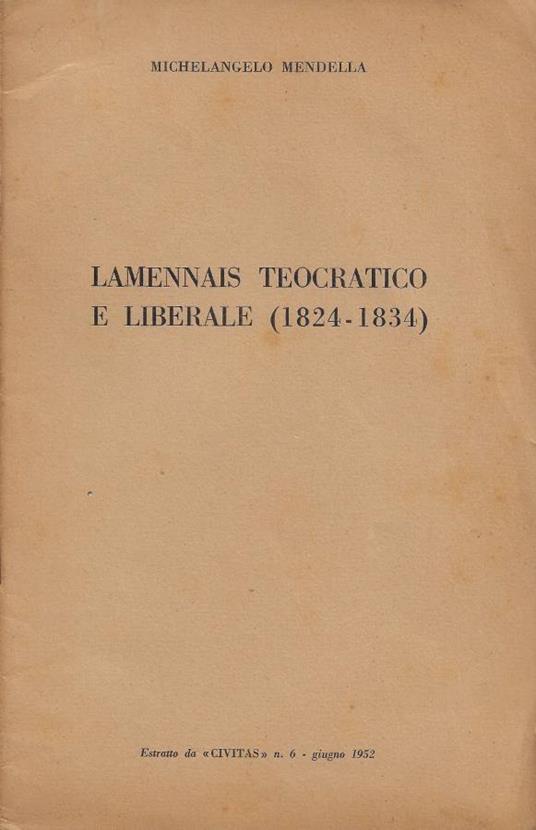 MICHELANGELO MENDELLA
LAMENNAIS TEOCRATICO
E LIBERALE (1824-1834)
Estratto da «CIVITAS» n. 6 - giugno 1952